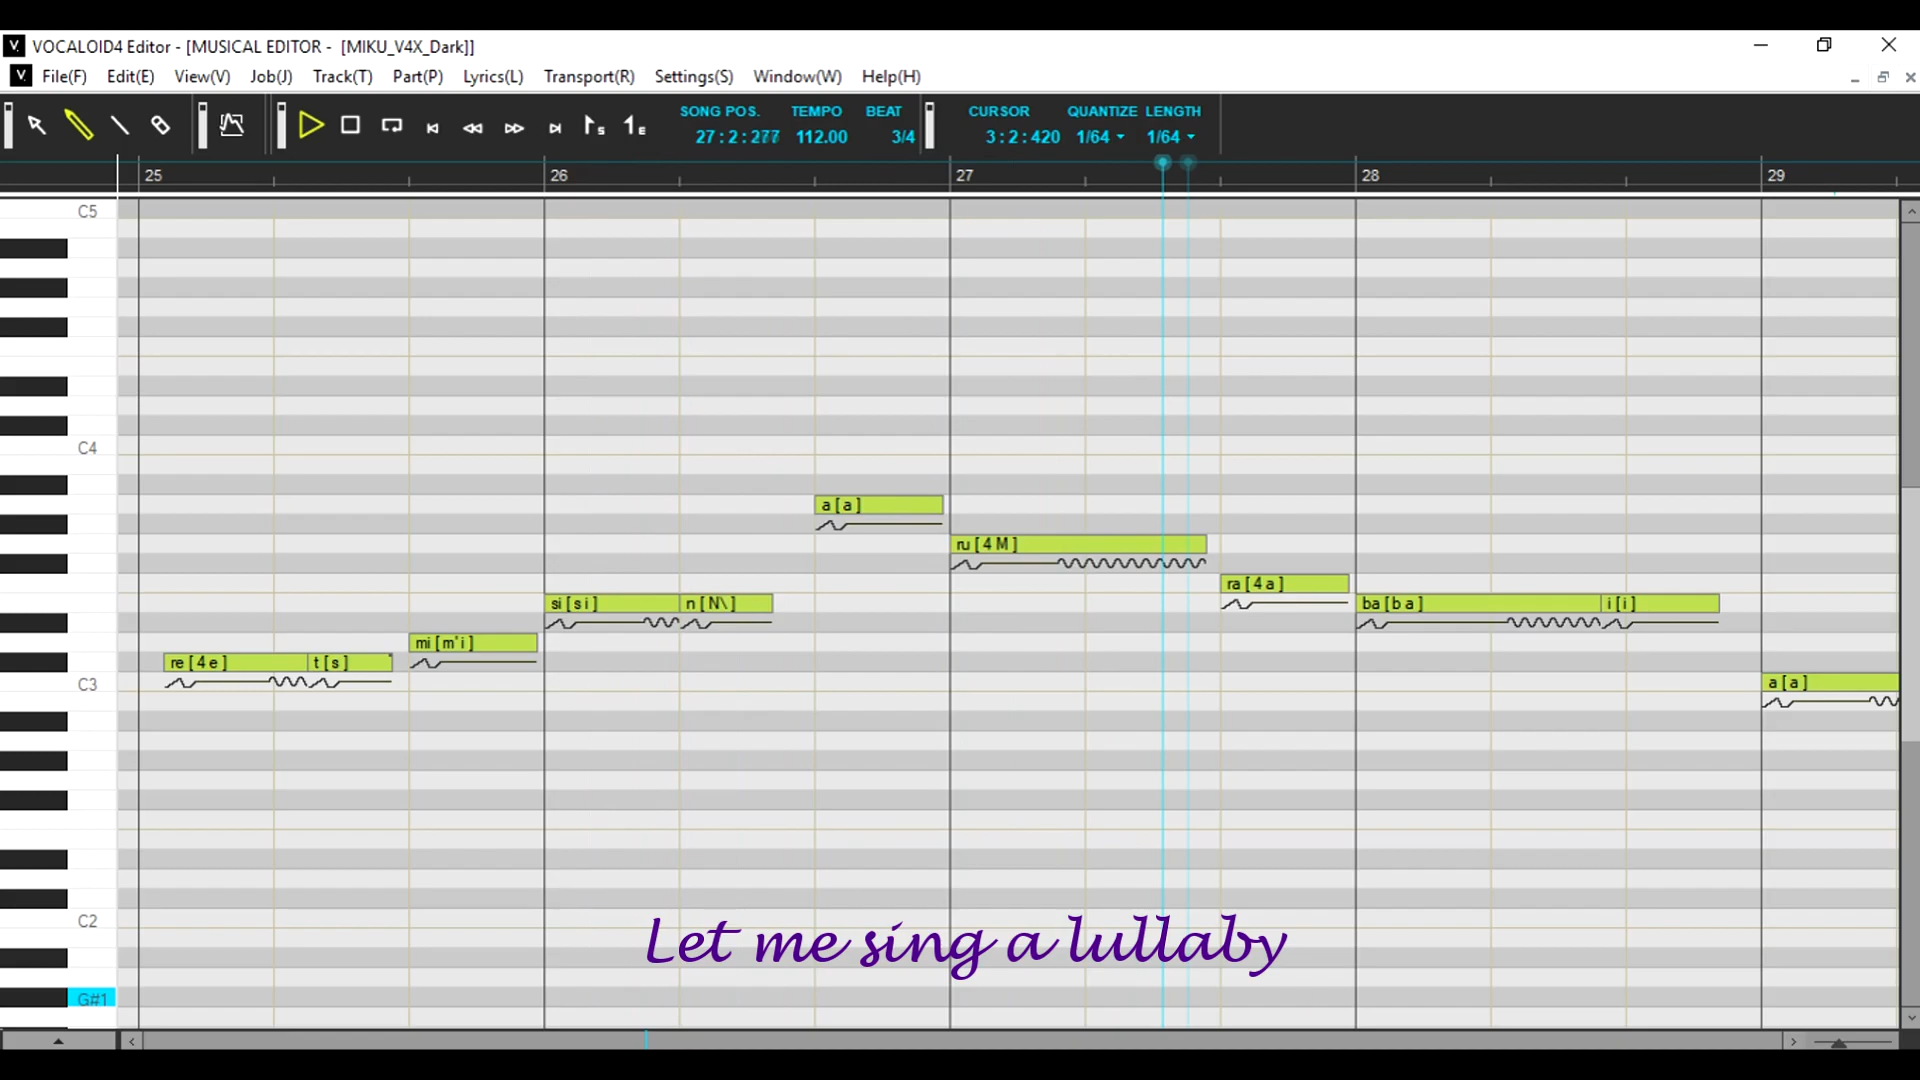 VOCALOID4 Editor - [MUSICAL EDITOR - [MIKU_V4X_Dark]]
File(F) Edit(E) View(V) Job(J) Track(T) Part(P) Lyrics(L) Transport(R) Settings(S) Window(W) Help(H)
SONG POS. TEMPO BEAT CURSOR QUANTIZE LENGTH
27 : 2 : 277 112.00 3/4 3 : 2 : 420 1/64 1/64
25 26 27 28 29
C5
C4
a [ a ]
ru [ 4 M ]
ra [ 4 a ]
si [ s i ] n [ N\ ] ba [ b a ] i [ i ]
mi [ m' i ]
re [ 4 e ] t [ s ]
C3 a [ a ]
C2
Let me sing a lullaby
G#1